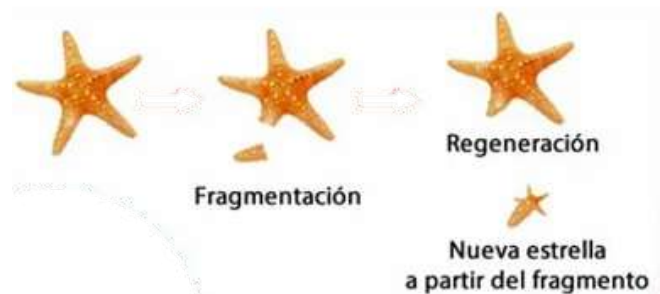 Fragmentación
Regeneración
Nueva estrella
a partir del fragmento